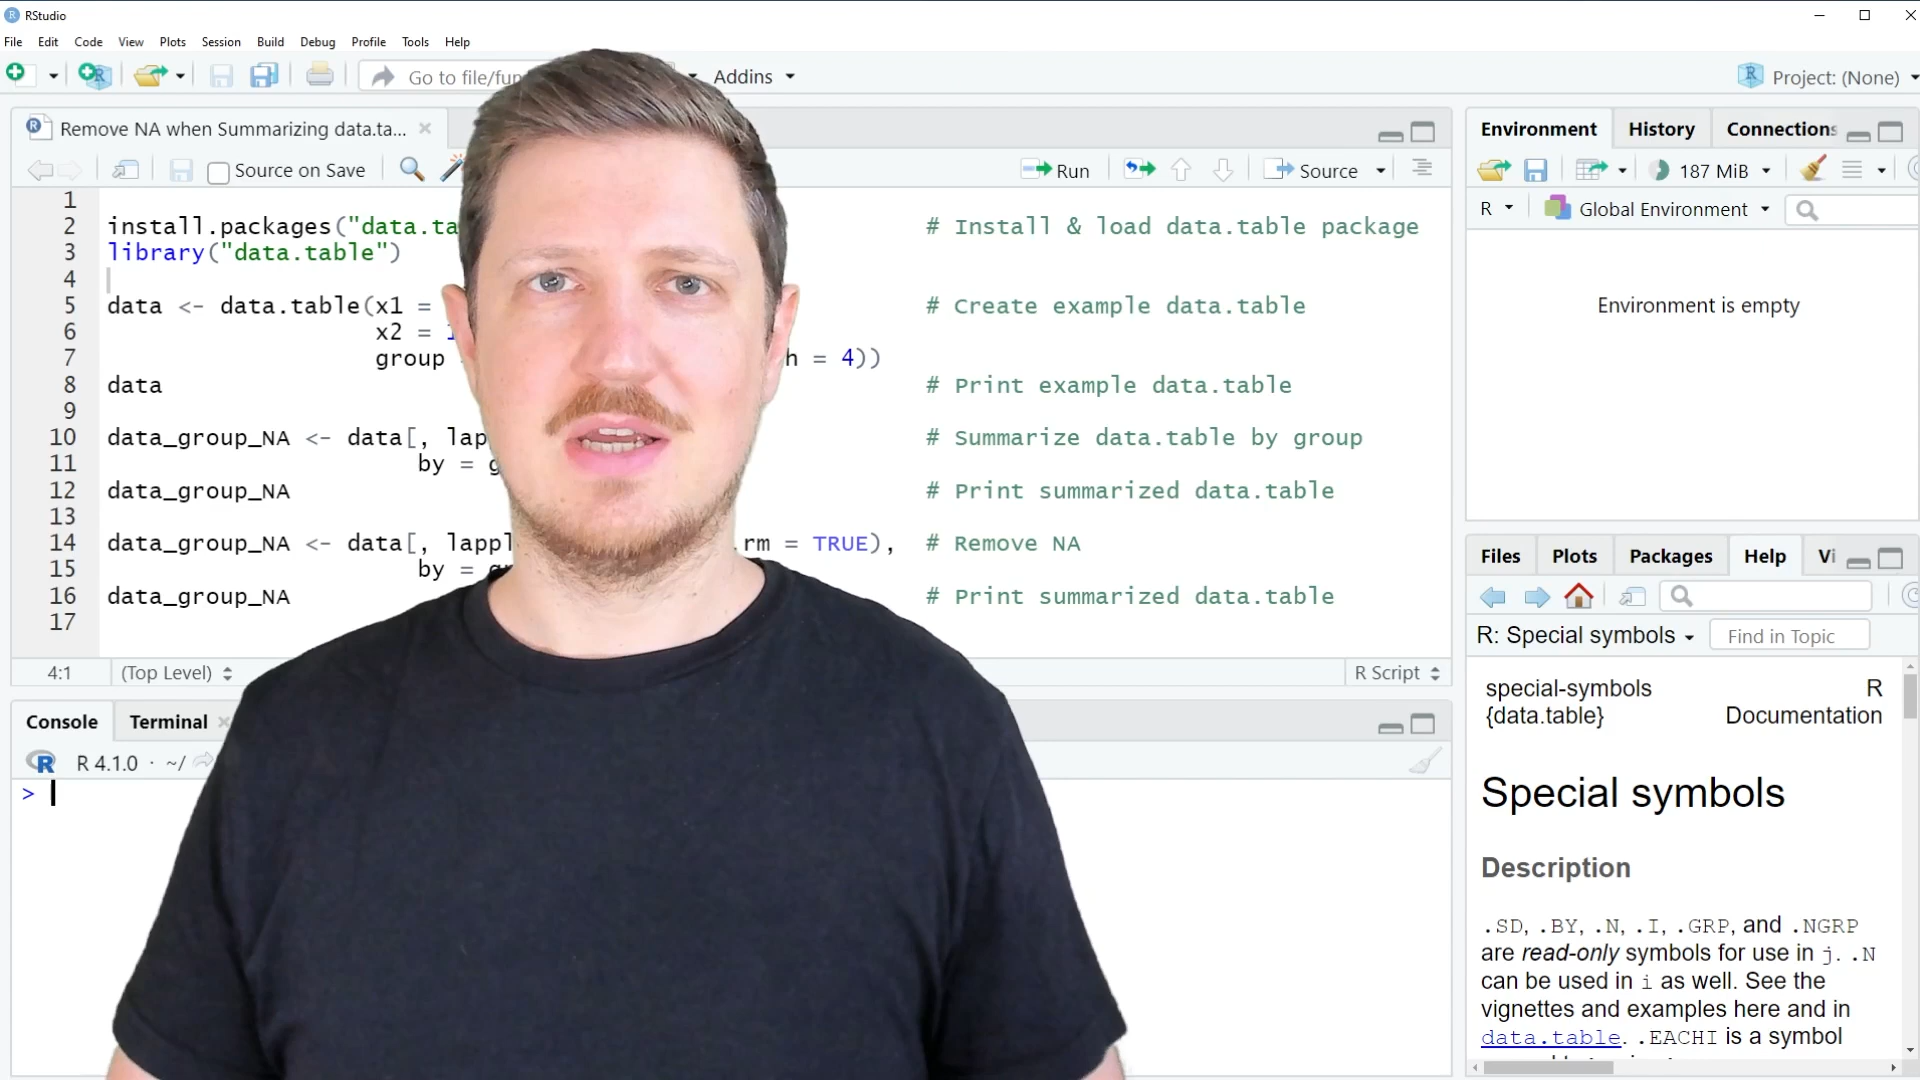 RStudio
File Edit Code View Plots Session Build Debug Profile Tools Help
Go to file/fun
Addins
Project: (None)
Remove NA when Summarizing data.ta...
Source on Save
Run
Source
1
2 install.packages("data.ta # Install & load data.table package
3 library("data.table")
4
5 data <- data.table(x1 = # Create example data.table
6 x2 =
7 group h = 4))
8 data # Print example data.table
9
10 data_group_NA <- data[, lap # Summarize data.table by group
11 by = g
12 data_group_NA # Print summarized data.table
13
14 data_group_NA <- data[, lappl .rm = TRUE), # Remove NA
15 by = gr
16 data_group_NA # Print summarized data.table
17
4:1 (Top Level) R Script
Console Terminal
R 4.1.0 · ~/
>
Environment History Connections
187 MiB
R Global Environment
Environment is empty
Files Plots Packages Help Vi
R: Special symbols Find in Topic
special-symbols R
{data.table} Documentation
Special symbols
Description
.SD, .BY, .N, .I, .GRP, and .NGRP
are read-only symbols for use in j. .N
can be used in i as well. See the
vignettes and examples here and in
data.table. .EACHI is a symbol